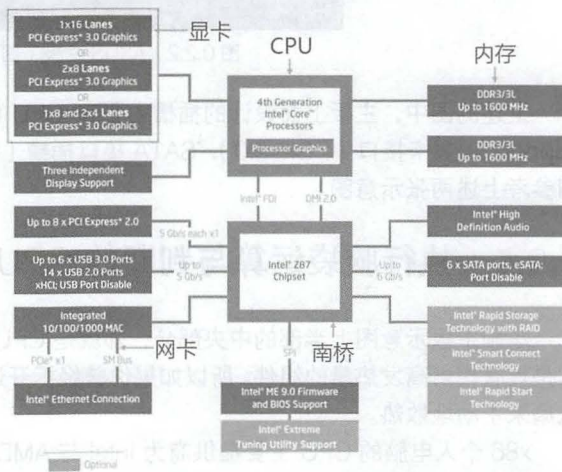 1x16 Lanes
PCI Express* 3.0 Graphics
OR
2x8 Lanes
PCI Express* 3.0 Graphics
OR
1x8 and 2x4 Lanes
PCI Express* 3.0 Graphics
显卡
CPU
内存
4th Generation
Intel® Core™
Processors
Processor Graphics
DDR3/3L
Up to 1600 MHz
DDR3/3L
Up to 1600 MHz
Three Independent
Display Support
Intel® FDI
DMI 2.0
Up to 8 x PCI Express* 2.0
5 Gb/s each x1
Intel® High
Definition Audio
Up to 6 x USB 3.0 Ports
14 x USB 2.0 Ports
xHCI; USB Port Disable
Up to
5 Gb/s
Intel® Z87
Chipset
Up to
6 Gb/s
6 x SATA ports, eSATA;
Port Disable
Integrated
10/100/1000 MAC
Intel® Rapid Storage
Technology with RAID
PCIe* x1
SM Bus
网卡
SPI
南桥
Intel® Smart Connect
Technology
Intel® Ethernet Connection
Intel® ME 9.0 Firmware
and BIOS Support
Intel® Rapid Start
Technology
Intel® Extreme
Tuning Utility Support
Optional